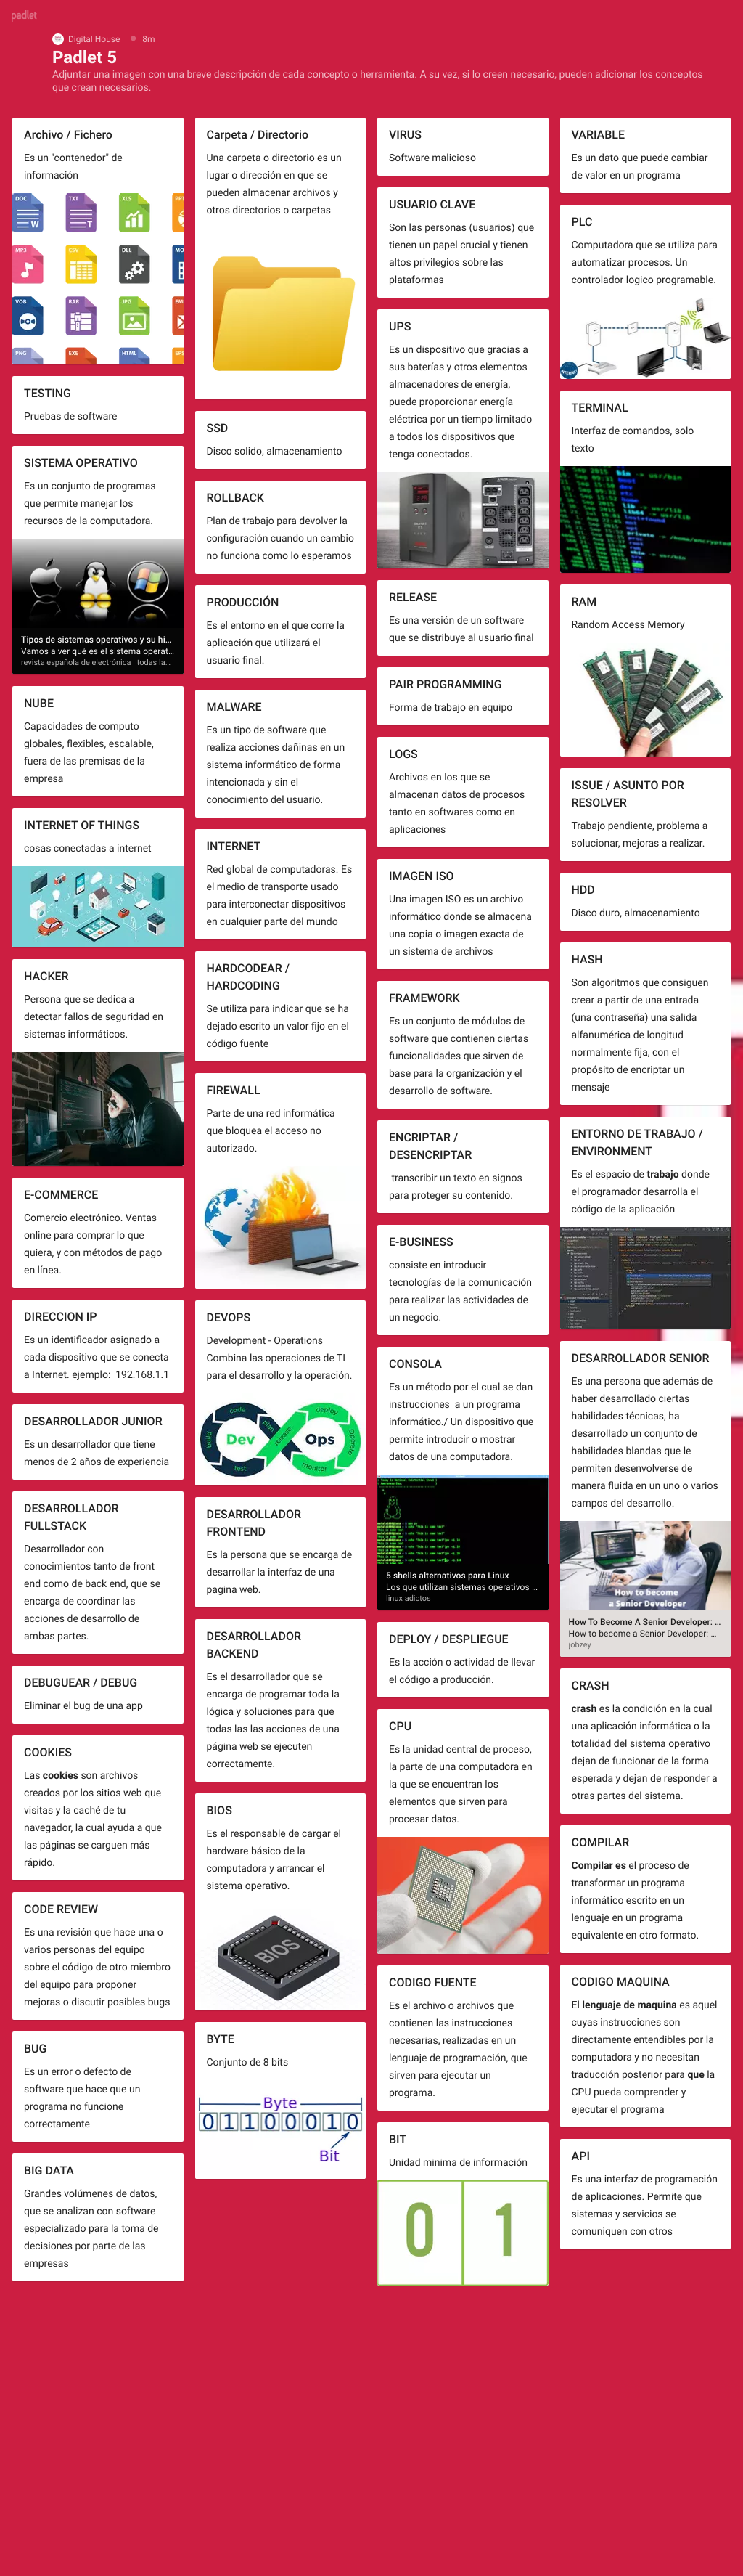 padlet
Digital House
8m
Padlet 5
Adjuntar una imagen con una breve descripción de cada concepto o herramienta. A su vez, si lo creen necesario, pueden adicionar los conceptos
que crean necesarios.
Archivo / Fichero
Es un "contenedor" de
información
DOC
TXT
XLS
W
MP3
CSV
DLL
VOB
RAR
JPG
PNG
EXE
HTML
TESTING
Pruebas de software
SISTEMA OPERATIVO
Es un conjunto de programas
que permite manejar los
recursos de la computadora.
Tipos de sistemas operativos y su hi…
Vamos a ver qué es el sistema operat…
revista española de electrónica | todas la…
NUBE
Capacidades de computo
globales, flexibles, escalable,
fuera de las premisas de la
empresa
INTERNET OF THINGS
cosas conectadas a internet
HACKER
Persona que se dedica a
detectar fallos de seguridad en
sistemas informáticos.
E-COMMERCE
Comercio electrónico. Ventas
online para comprar lo que
quiera, y con métodos de pago
en línea.
DIRECCION IP
Es un identificador asignado a
cada dispositivo que se conecta
a Internet. ejemplo: 192.168.1.1
DESARROLLADOR JUNIOR
Es un desarrollador que tiene
menos de 2 años de experiencia
DESARROLLADOR
FULLSTACK
Desarrollador con
conocimientos tanto de front
end como de back end, que se
encarga de coordinar las
acciones de desarrollo de
ambas partes.
DEBUGUEAR / DEBUG
Eliminar el bug de una app
COOKIES
Las cookies son archivos
creados por los sitios web que
visitas y la caché de tu
navegador, la cual ayuda a que
las páginas se carguen más
rápido.
CODE REVIEW
Es una revisión que hace una o
varios personas del equipo
sobre el código de otro miembro
del equipo para proponer
mejoras o discutir posibles bugs
BUG
Es un error o defecto de
software que hace que un
programa no funcione
correctamente
BIG DATA
Grandes volúmenes de datos,
que se analizan con software
especializado para la toma de
decisiones por parte de las
empresas
Carpeta / Directorio
Una carpeta o directorio es un
lugar o dirección en que se
pueden almacenar archivos y
otros directorios o carpetas
SSD
Disco solido, almacenamiento
ROLLBACK
Plan de trabajo para devolver la
configuración cuando un cambio
no funciona como lo esperamos
PRODUCCIÓN
Es el entorno en el que corre la
aplicación que utilizará el
usuario final.
MALWARE
Es un tipo de software que
realiza acciones dañinas en un
sistema informático de forma
intencionada y sin el
conocimiento del usuario.
INTERNET
Red global de computadoras. Es
el medio de transporte usado
para interconectar dispositivos
en cualquier parte del mundo
HARDCODEAR /
HARDCODING
Se utiliza para indicar que se ha
dejado escrito un valor fijo en el
código fuente
FIREWALL
Parte de una red informática
que bloquea el acceso no
autorizado.
DEVOPS
Development - Operations
Combina las operaciones de TI
para el desarrollo y la operación.
code
deploy
build
plan
release
operate
Dev
Ops
test
monitor
DESARROLLADOR
FRONTEND
Es la persona que se encarga de
desarrollar la interfaz de una
pagina web.
DESARROLLADOR
BACKEND
Es el desarrollador que se
encarga de programar toda la
lógica y soluciones para que
todas las las acciones de una
página web se ejecuten
correctamente.
BIOS
Es el responsable de cargar el
hardware básico de la
computadora y arrancar el
sistema operativo.
BIOS
BYTE
Conjunto de 8 bits
Byte
0 1 1 0 0 0 1 0
Bit
VIRUS
Software malicioso
USUARIO CLAVE
Son las personas (usuarios) que
tienen un papel crucial y tienen
altos privilegios sobre las
plataformas
UPS
Es un dispositivo que gracias a
sus baterías y otros elementos
almacenadores de energía,
puede proporcionar energía
eléctrica por un tiempo limitado
a todos los dispositivos que
tenga conectados.
RELEASE
Es una versión de un software
que se distribuye al usuario final
PAIR PROGRAMMING
Forma de trabajo en equipo
LOGS
Archivos en los que se
almacenan datos de procesos
tanto en softwares como en
aplicaciones
IMAGEN ISO
Una imagen ISO es un archivo
informático donde se almacena
una copia o imagen exacta de
un sistema de archivos
FRAMEWORK
Es un conjunto de módulos de
software que contienen ciertas
funcionalidades que sirven de
base para la organización y el
desarrollo de software.
ENCRIPTAR /
DESENCRIPTAR
transcribir un texto en signos
para proteger su contenido.
E-BUSINESS
consiste en introducir
tecnologías de la comunicación
para realizar las actividades de
un negocio.
CONSOLA
Es un método por el cual se dan
instrucciones a un programa
informático./ Un dispositivo que
permite introducir o mostrar
datos de una computadora.
5 shells alternativos para Linux
Los que utilizan sistemas operativos …
linux adictos
DEPLOY / DESPLIEGUE
Es la acción o actividad de llevar
el código a producción.
CPU
Es la unidad central de proceso,
la parte de una computadora en
la que se encuentran los
elementos que sirven para
procesar datos.
CODIGO FUENTE
Es el archivo o archivos que
contienen las instrucciones
necesarias, realizadas en un
lenguaje de programación, que
sirven para ejecutar un
programa.
BIT
Unidad minima de información
0 1
VARIABLE
Es un dato que puede cambiar
de valor en un programa
PLC
Computadora que se utiliza para
automatizar procesos. Un
controlador logico programable.
INTERNET
TERMINAL
Interfaz de comandos, solo
texto
RAM
Random Access Memory
ISSUE / ASUNTO POR
RESOLVER
Trabajo pendiente, problema a
solucionar, mejoras a realizar.
HDD
Disco duro, almacenamiento
HASH
Son algoritmos que consiguen
crear a partir de una entrada
(una contraseña) una salida
alfanumérica de longitud
normalmente fija, con el
propósito de encriptar un
mensaje
ENTORNO DE TRABAJO /
ENVIRONMENT
Es el espacio de trabajo donde
el programador desarrolla el
código de la aplicación
DESARROLLADOR SENIOR
Es una persona que además de
haber desarrollado ciertas
habilidades técnicas, ha
desarrollado un conjunto de
habilidades blandas que le
permiten desenvolverse de
manera fluida en un uno o varios
campos del desarrollo.
How to become
a Senior Developer
How To Become A Senior Developer: …
How to become a Senior Developer: …
jobzey
CRASH
crash es la condición en la cual
una aplicación informática o la
totalidad del sistema operativo
dejan de funcionar de la forma
esperada y dejan de responder a
otras partes del sistema.
COMPILAR
Compilar es el proceso de
transformar un programa
informático escrito en un
lenguaje en un programa
equivalente en otro formato.
CODIGO MAQUINA
El lenguaje de maquina es aquel
cuyas instrucciones son
directamente entendibles por la
computadora y no necesitan
traducción posterior para que la
CPU pueda comprender y
ejecutar el programa
API
Es una interfaz de programación
de aplicaciones. Permite que
sistemas y servicios se
comuniquen con otros